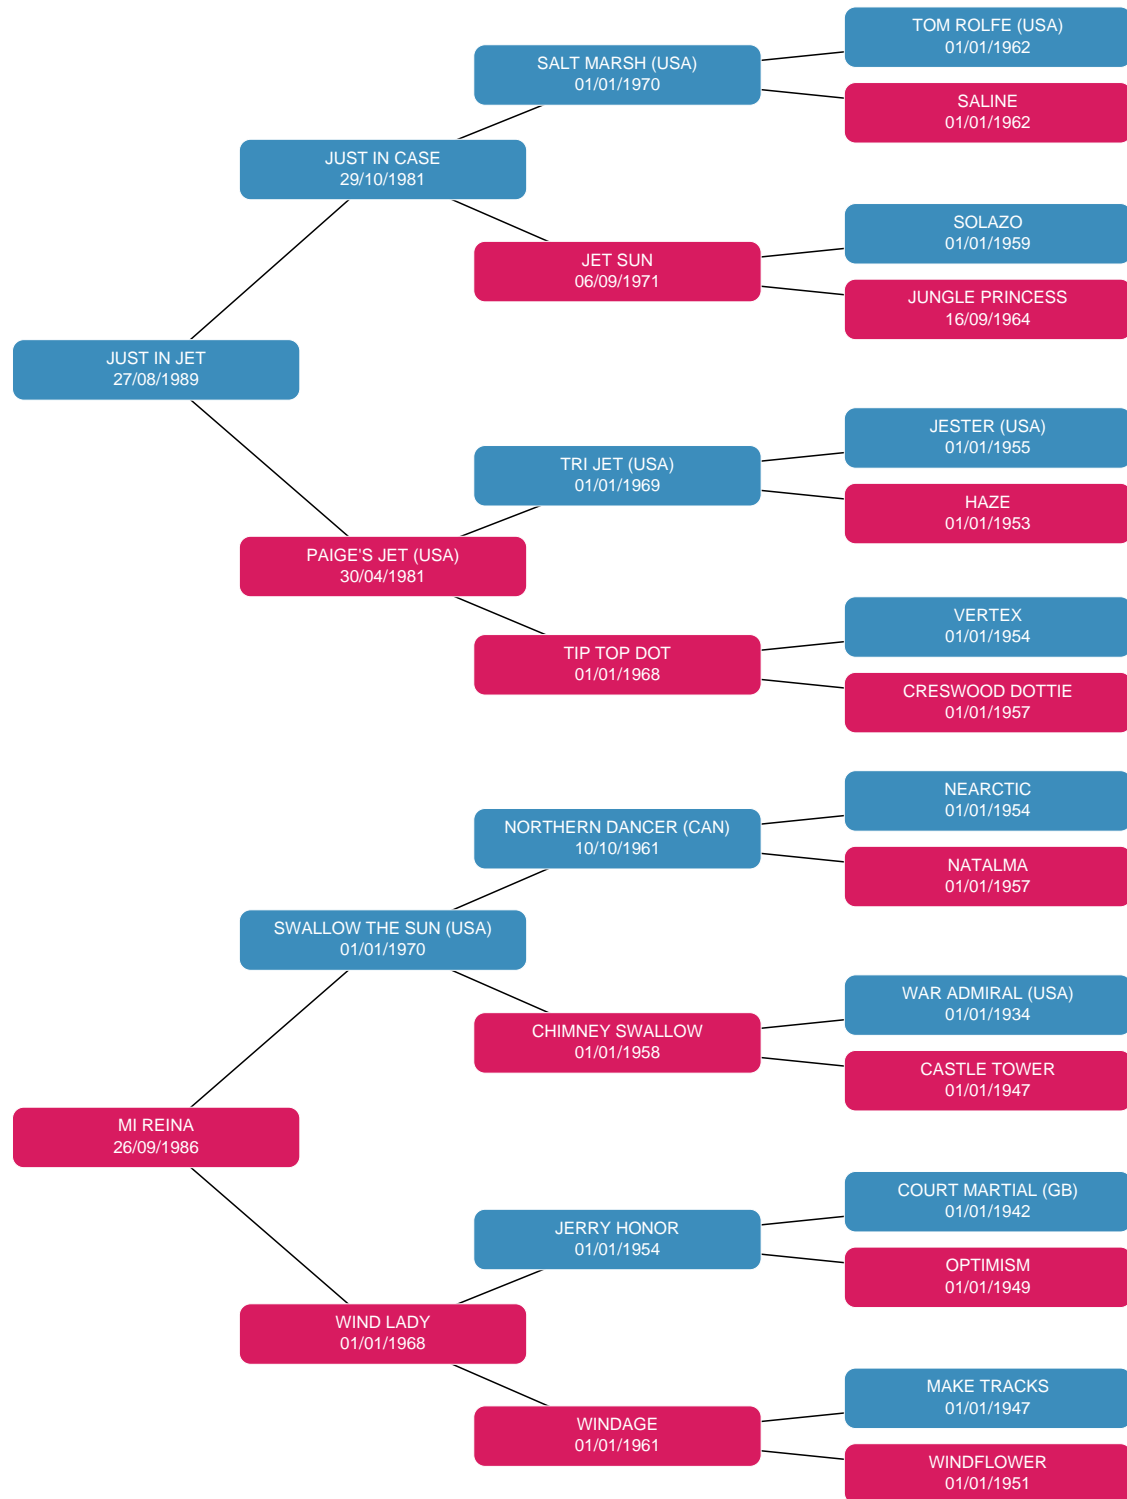 TOM ROLFE (USA)
01/01/1962
SALT MARSH (USA)
01/01/1970
SALINE
01/01/1962
JUST IN CASE
29/10/1981
SOLAZO
01/01/1959
JET SUN
06/09/1971
JUNGLE PRINCESS
16/09/1964
JUST IN JET
27/08/1989
JESTER (USA)
01/01/1955
TRI JET (USA)
01/01/1969
HAZE
01/01/1953
PAIGE'S JET (USA)
30/04/1981
VERTEX
01/01/1954
TIP TOP DOT
01/01/1968
CRESWOOD DOTTIE
01/01/1957
NEARCTIC
01/01/1954
NORTHERN DANCER (CAN)
10/10/1961
NATALMA
01/01/1957
SWALLOW THE SUN (USA)
01/01/1970
WAR ADMIRAL (USA)
01/01/1934
CHIMNEY SWALLOW
01/01/1958
CASTLE TOWER
01/01/1947
MI REINA
26/09/1986
COURT MARTIAL (GB)
01/01/1942
JERRY HONOR
01/01/1954
OPTIMISM
01/01/1949
WIND LADY
01/01/1968
MAKE TRACKS
01/01/1947
WINDAGE
01/01/1961
WINDFLOWER
01/01/1951